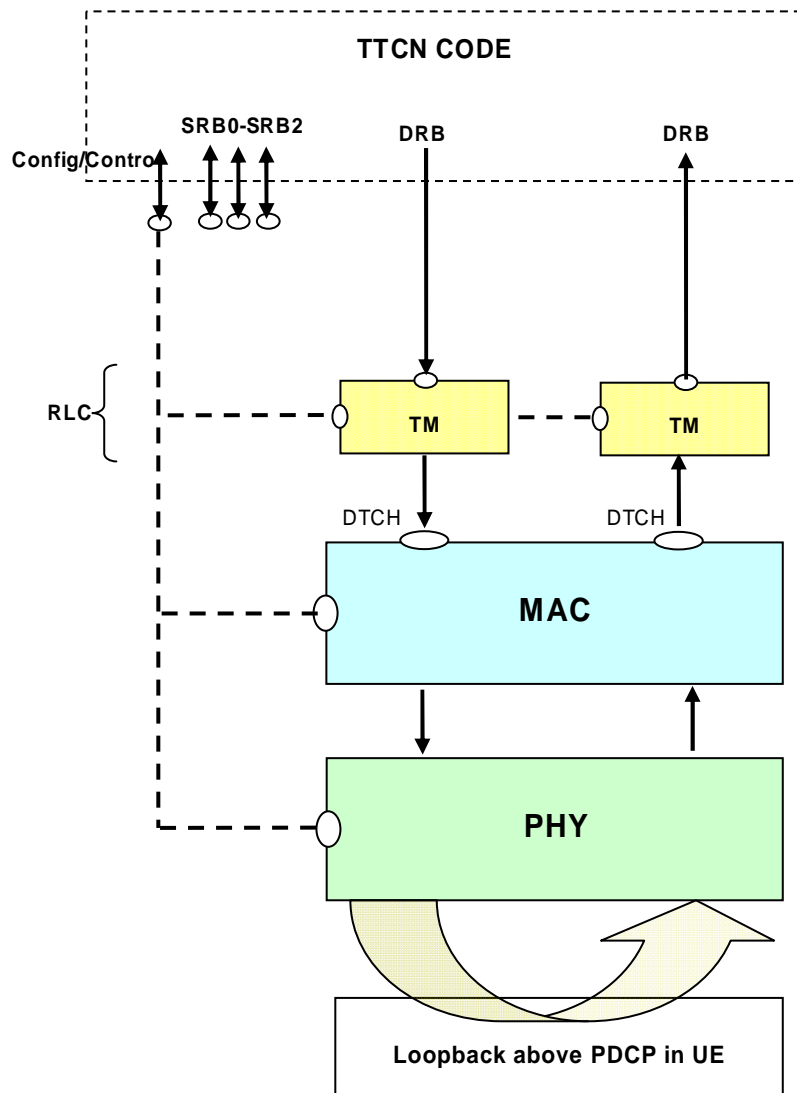 TTCN CODE
SRB0-SRB2
DRB
DRB
Config/Contro
RLC
TM
TM
DTCH
DTCH
MAC
PHY
Loopback above PDCP in UE